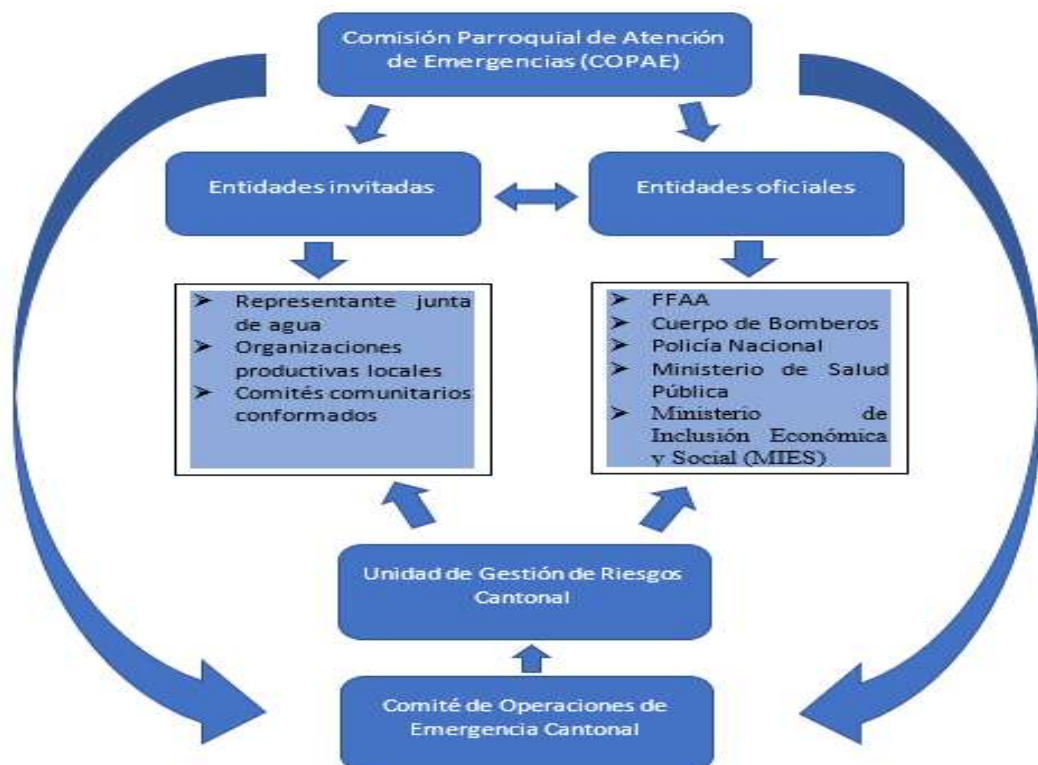 Comisión Parroquial de Atención
de Emergencias (COPAE)
Entidades invitadas
Entidades oficiales
➤ Representante junta
de agua
➤ Organizaciones
productivas locales
➤ Comités comunitarios
conformados
➤ FFAA
➤ Cuerpo de Bomberos
➤ Policía Nacional
➤ Ministerio de Salud
Pública
➤ Ministerio de
Inclusión Económica
y Social (MIES)
Unidad de Gestión de Riesgos
Cantonal
Comité de Operaciones de
Emergencia Cantonal